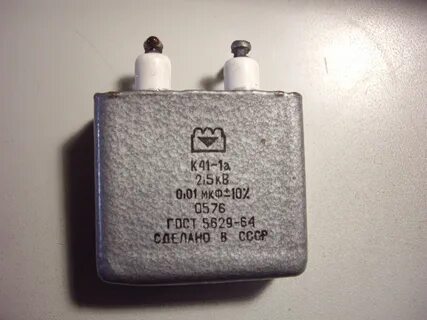 К41-1а
2,5кВ
0,01 мкФ±10%
0576
ГОСТ 5629-64
СДЕЛАНО В СССР